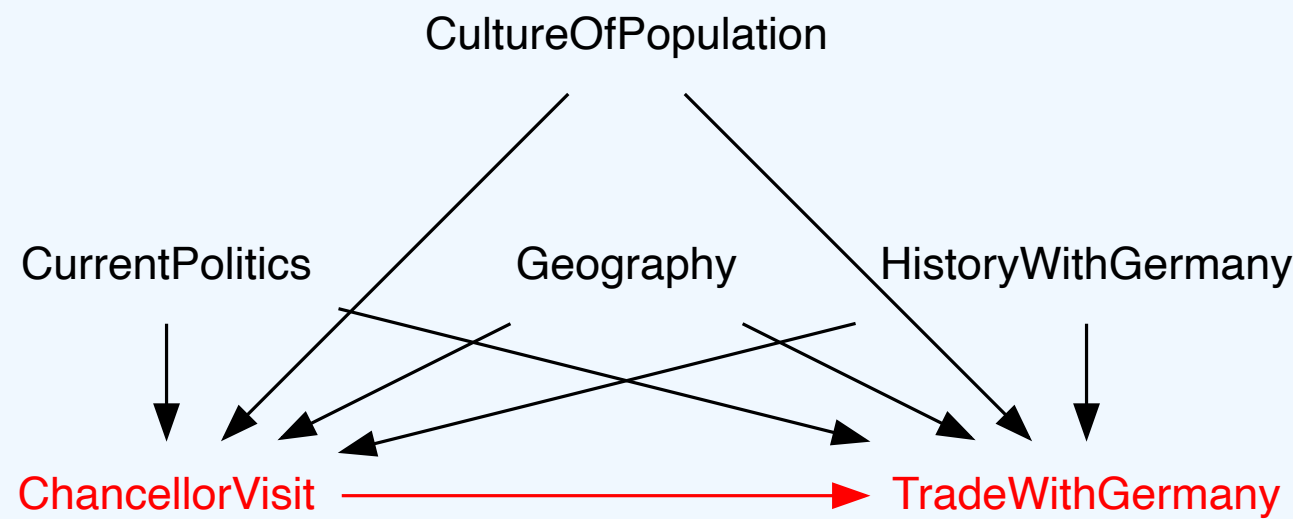 CultureOfPopulation
CurrentPolitics
Geography
HistoryWithGermany
ChancellorVisit
TradeWithGermany